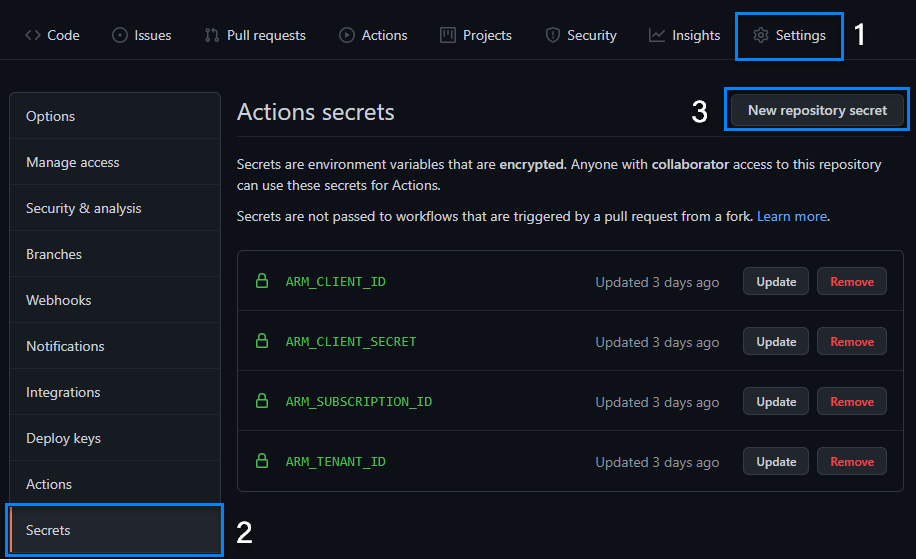 Code Issues Pull requests Actions Projects Security Insights Settings 1
Options
Manage access
Security & analysis
Branches
Webhooks
Notifications
Integrations
Deploy keys
Actions
Secrets 2
Actions secrets 3 New repository secret
Secrets are environment variables that are encrypted. Anyone with collaborator access to this repository
can use these secrets for Actions.
Secrets are not passed to workflows that are triggered by a pull request from a fork. Learn more.
ARM_CLIENT_ID Updated 3 days ago Update Remove
ARM_CLIENT_SECRET Updated 3 days ago Update Remove
ARM_SUBSCRIPTION_ID Updated 3 days ago Update Remove
ARM_TENANT_ID Updated 3 days ago Update Remove